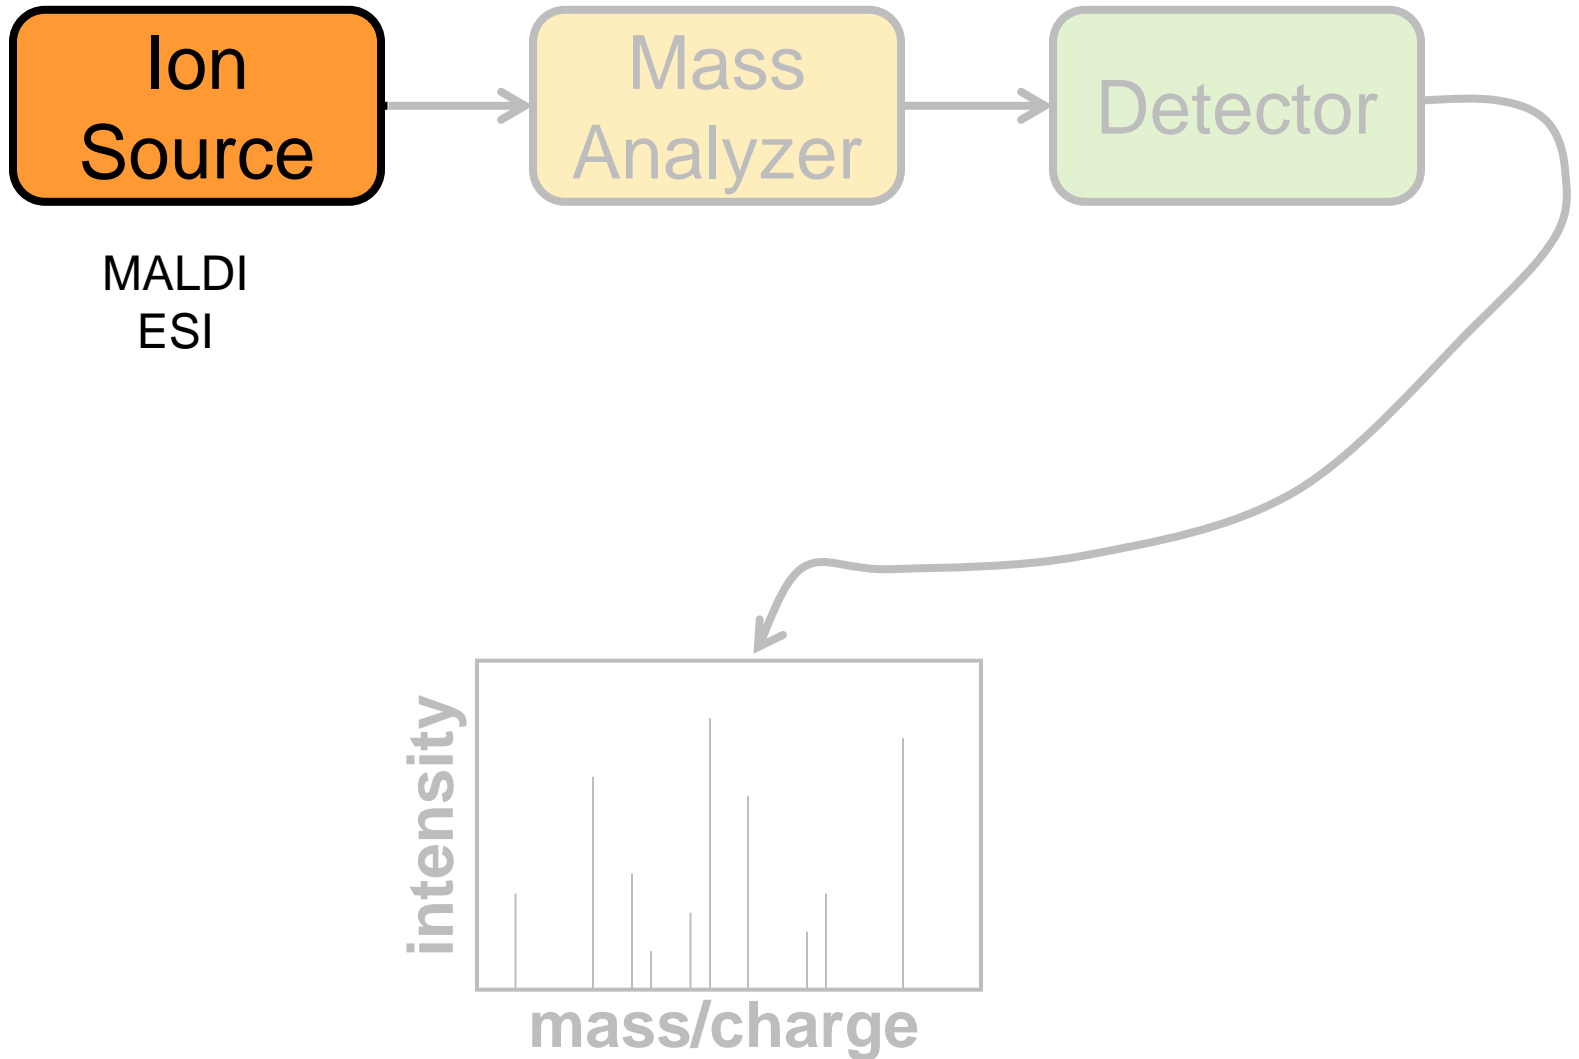 Ion
Source
Mass
Analyzer
Detector
MALDI
ESI
intensity
mass/charge